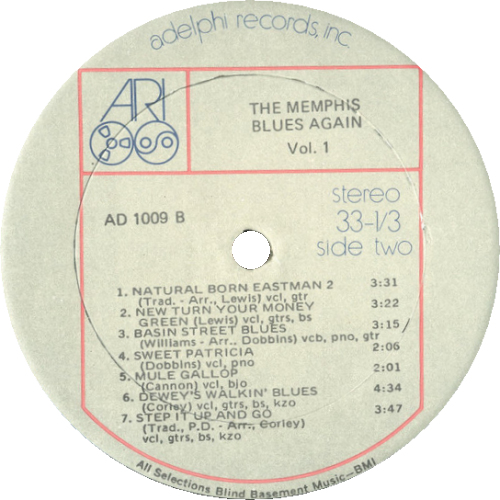 adelphi records, inc.
ARI
THE MEMPHIS
BLUES AGAIN
Vol. 1
stereo
33-1/3
side two
AD 1009 B
1. NATURAL BORN EASTMAN 2 3:31
(Trad. - Arr., Lewis) vcl, gtr
2. NEW TURN YOUR MONEY 3:22
GREEN (Lewis) vcl, gtrs, bs
3. BASIN STREET BLUES 3:15
(Williams - Arr., Dobbins) vcb, pno, gtr
4. SWEET PATRICIA 2:06
(Dobbins) vcl, pno
5. MULE GALLOP 2:01
(Cannon) vcl, bjo
6. DEWEY'S WALKIN' BLUES 4:34
(Corley) vcl, gtrs, bs, kzo
7. STEP IT UP AND GO 3:47
(Trad., P.D. - Arr., Corley)
vcl, gtrs, bs, kzo
All Selections Blind Basement Music—BMI